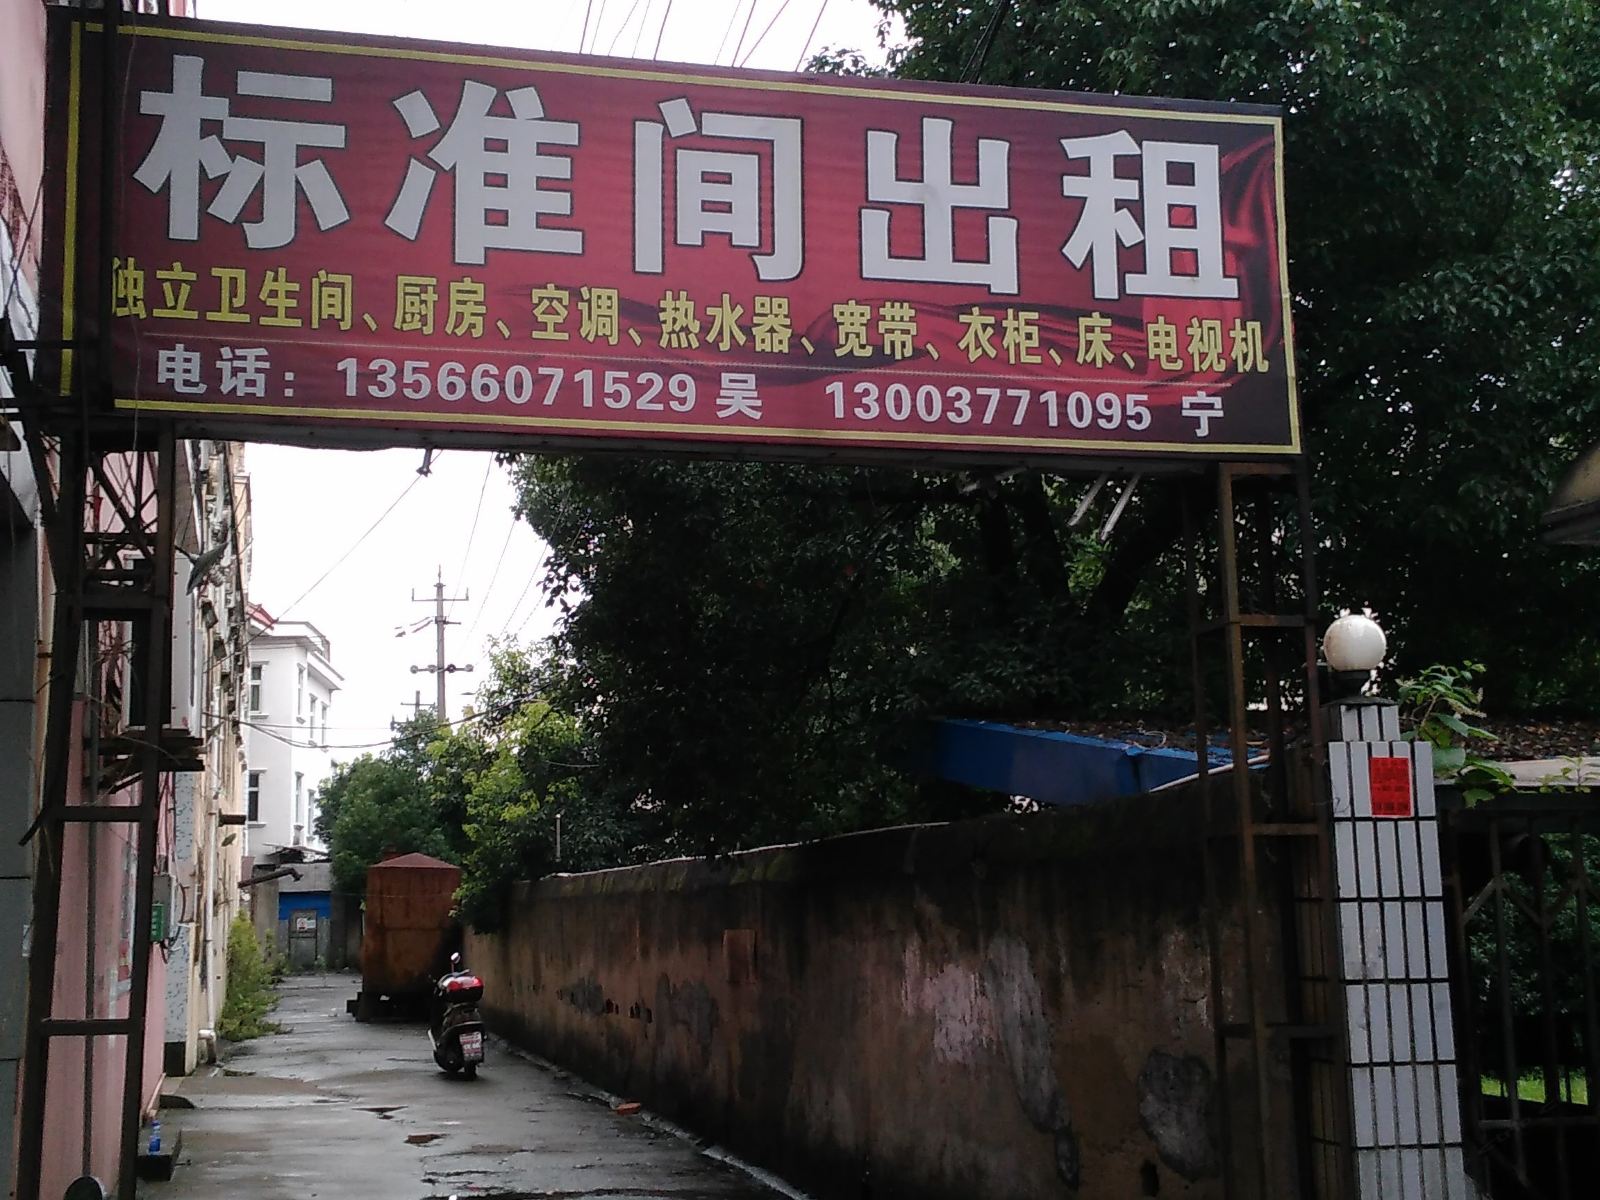 标准间出租
独立卫生间、厨房、空调、热水器、宽带、衣柜、床、电视机
电话：13566071529 吴 13003771095 宁